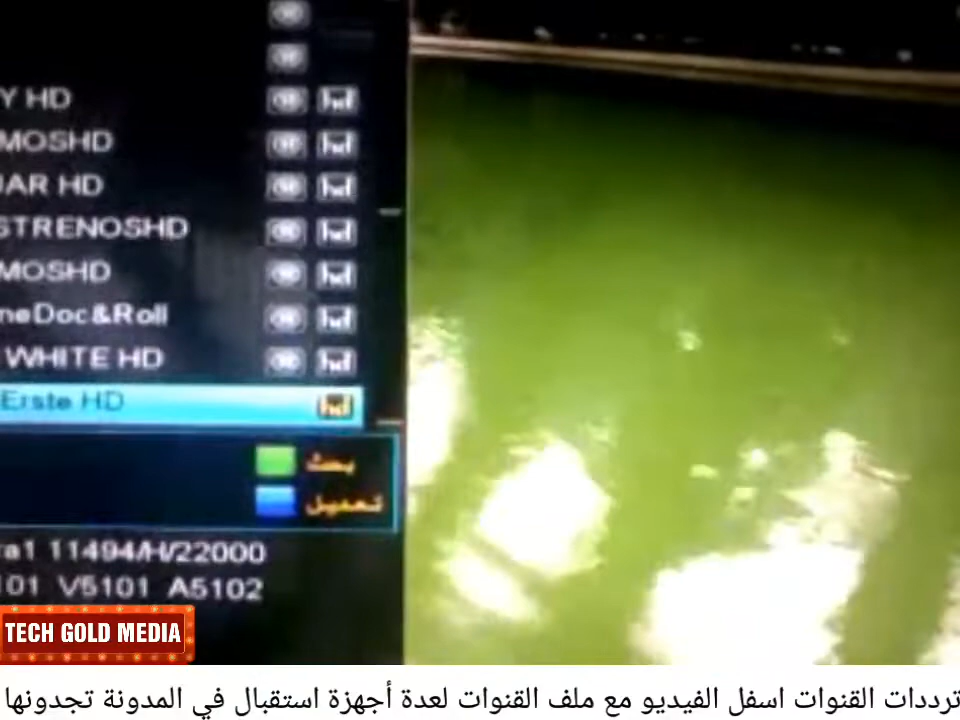 Y HD
MOSHD
JAR HD
STRENOSHD
MOSHD
neDoc&Roll
WHITE HD
Erste HD
بحث
تعديل
ra1 11494/H/22000
101 V5101 A5102
TECH GOLD MEDIA
ترددات القنوات اسفل الفيديو مع ملف القنوات لعدة أجهزة استقبال في المدونة تجدونها